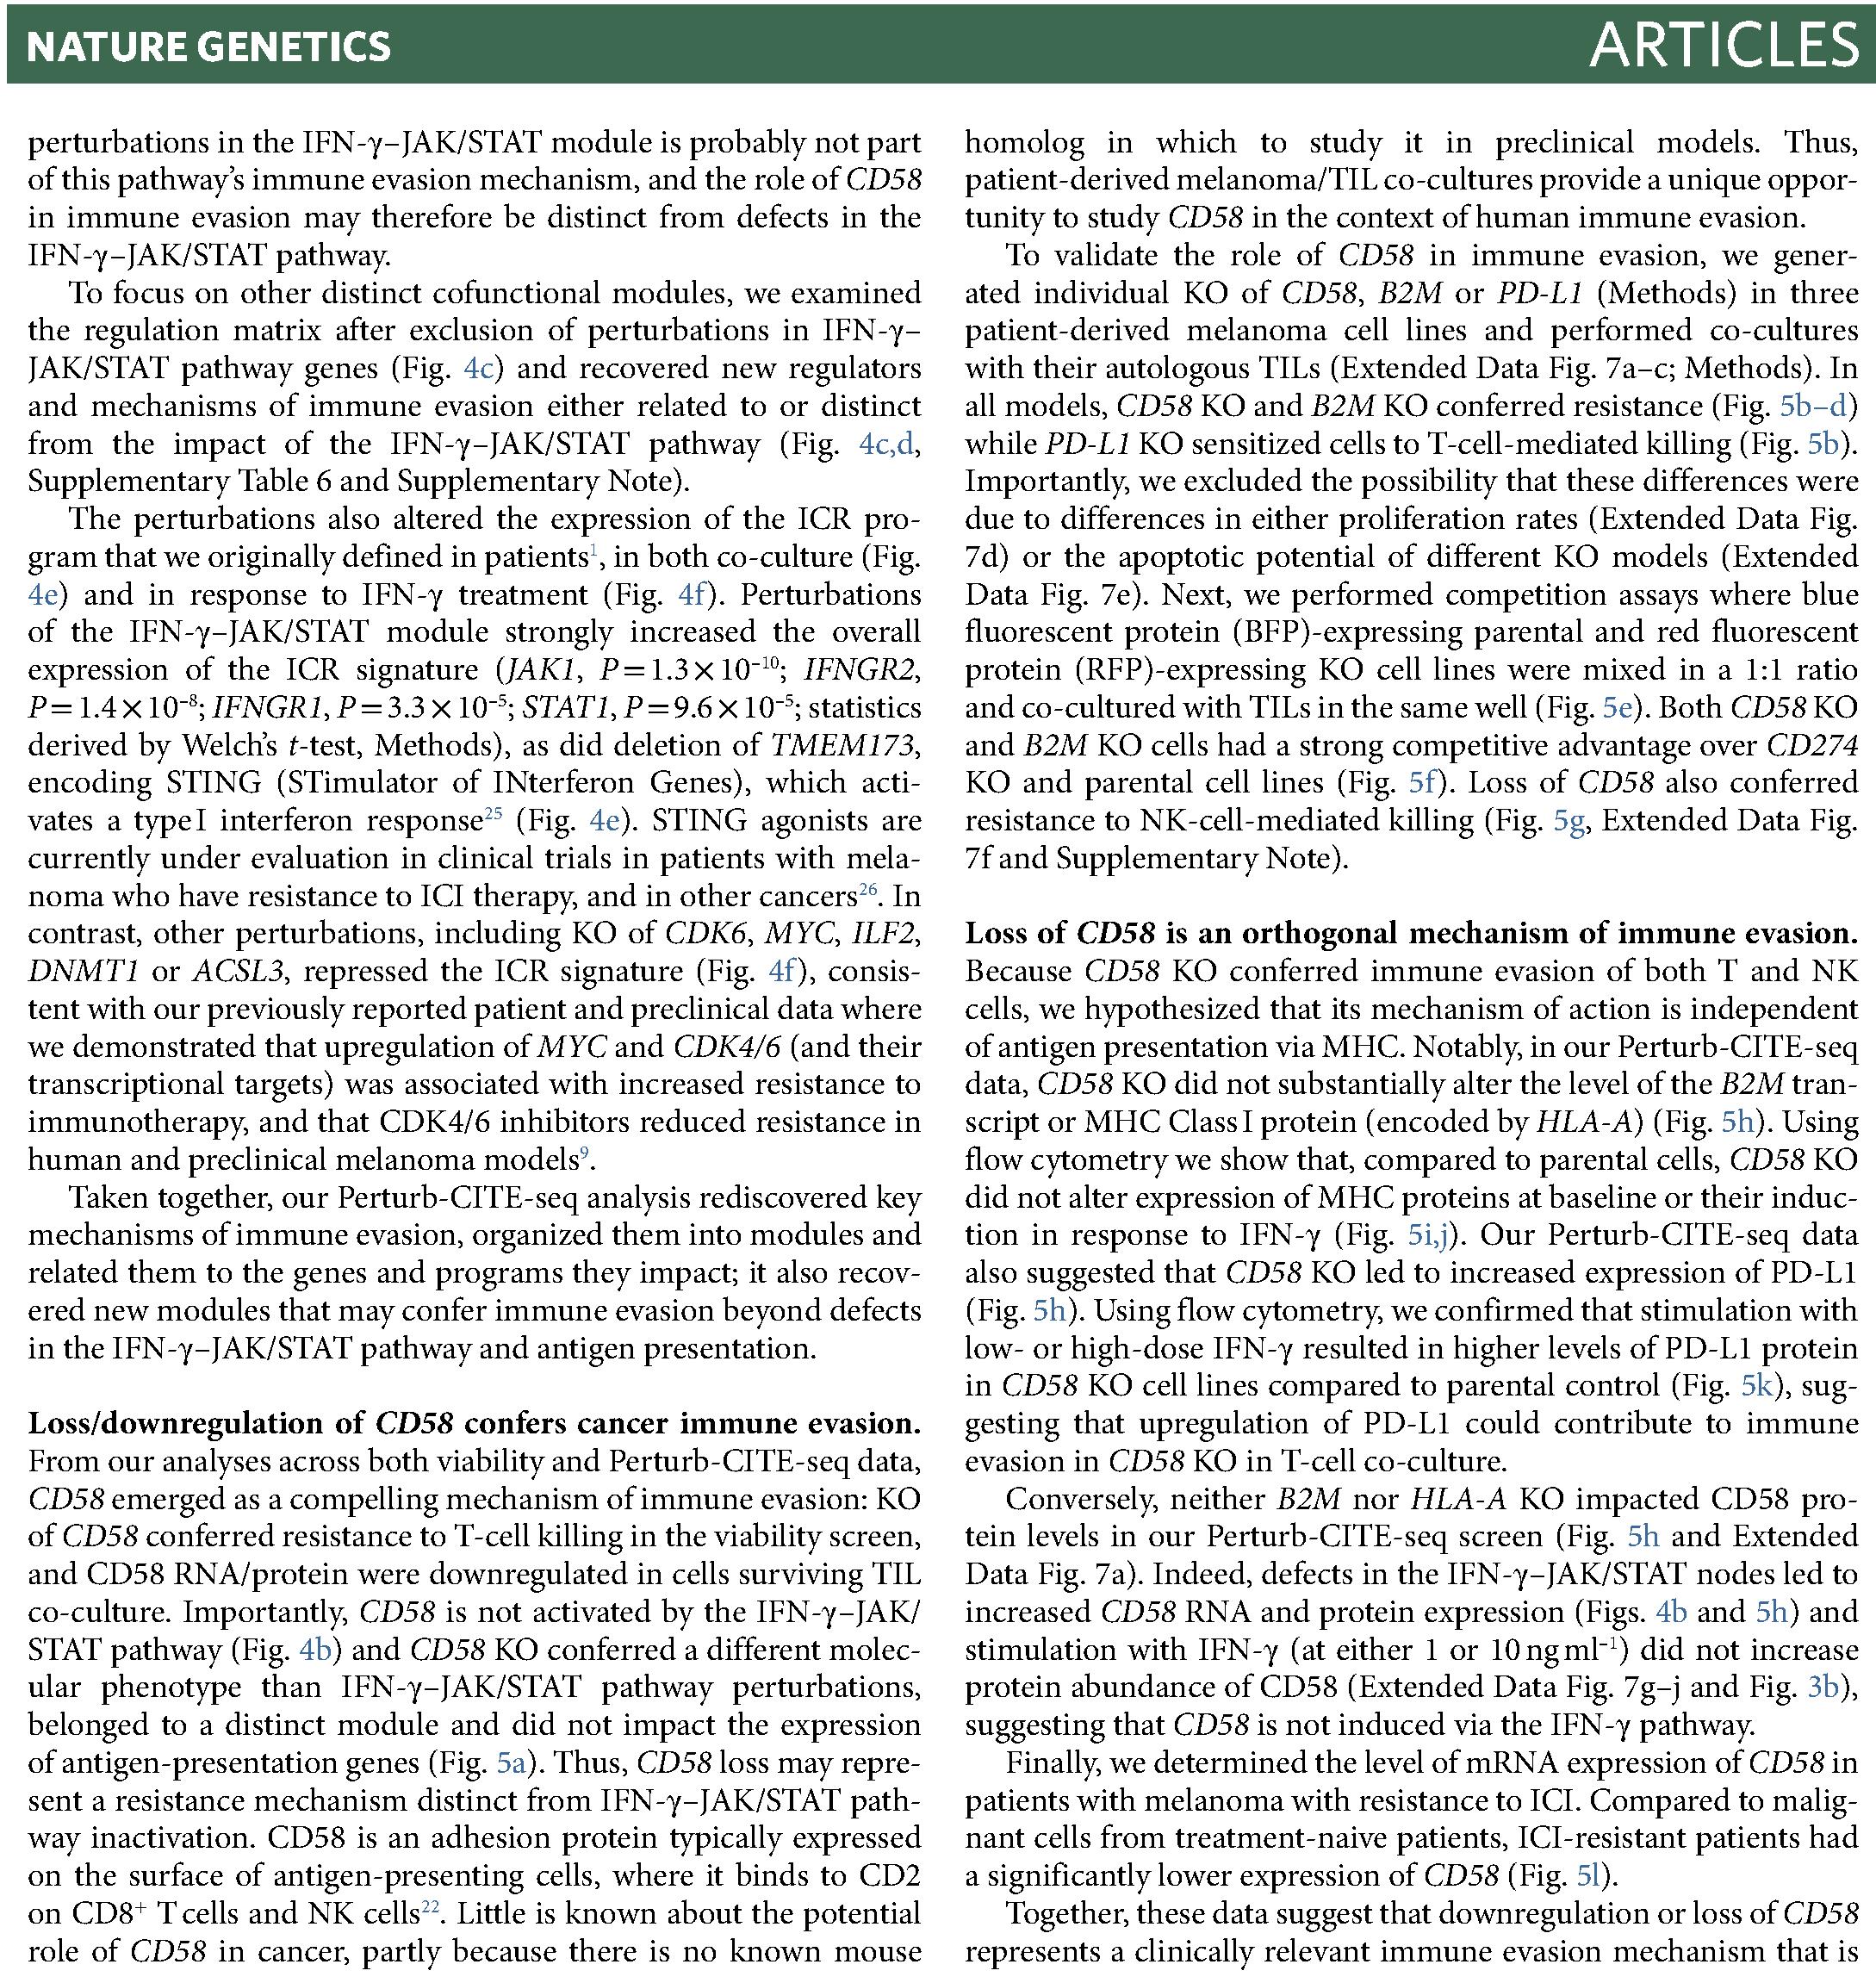 NATURE GENETICS
ARTICLES
perturbations in the IFN-γ–JAK/STAT module is probably not part
of this pathway’s immune evasion mechanism, and the role of CD58
in immune evasion may therefore be distinct from defects in the
IFN-γ–JAK/STAT pathway.
To focus on other distinct cofunctional modules, we examined
the regulation matrix after exclusion of perturbations in IFN-γ–
JAK/STAT pathway genes (Fig. 4c) and recovered new regulators
and mechanisms of immune evasion either related to or distinct
from the impact of the IFN-γ–JAK/STAT pathway (Fig. 4c,d,
Supplementary Table 6 and Supplementary Note).
The perturbations also altered the expression of the ICR pro-
gram that we originally defined in patients¹, in both co-culture (Fig.
4e) and in response to IFN-γ treatment (Fig. 4f). Perturbations
of the IFN-γ–JAK/STAT module strongly increased the overall
expression of the ICR signature (JAK1, P = 1.3 × 10⁻¹⁰; IFNGR2,
P = 1.4 × 10⁻⁸; IFNGR1, P = 3.3 × 10⁻⁵; STAT1, P = 9.6 × 10⁻⁵; statistics
derived by Welch’s t-test, Methods), as did deletion of TMEM173,
encoding STING (STimulator of INterferon Genes), which acti-
vates a type I interferon response²⁵ (Fig. 4e). STING agonists are
currently under evaluation in clinical trials in patients with mela-
noma who have resistance to ICI therapy, and in other cancers²⁶. In
contrast, other perturbations, including KO of CDK6, MYC, ILF2,
DNMT1 or ACSL3, repressed the ICR signature (Fig. 4f), consis-
tent with our previously reported patient and preclinical data where
we demonstrated that upregulation of MYC and CDK4/6 (and their
transcriptional targets) was associated with increased resistance to
immunotherapy, and that CDK4/6 inhibitors reduced resistance in
human and preclinical melanoma models⁹.
Taken together, our Perturb-CITE-seq analysis rediscovered key
mechanisms of immune evasion, organized them into modules and
related them to the genes and programs they impact; it also recov-
ered new modules that may confer immune evasion beyond defects
in the IFN-γ–JAK/STAT pathway and antigen presentation.
Loss/downregulation of CD58 confers cancer immune evasion.
From our analyses across both viability and Perturb-CITE-seq data,
CD58 emerged as a compelling mechanism of immune evasion: KO
of CD58 conferred resistance to T-cell killing in the viability screen,
and CD58 RNA/protein were downregulated in cells surviving TIL
co-culture. Importantly, CD58 is not activated by the IFN-γ–JAK/
STAT pathway (Fig. 4b) and CD58 KO conferred a different molec-
ular phenotype than IFN-γ–JAK/STAT pathway perturbations,
belonged to a distinct module and did not impact the expression
of antigen-presentation genes (Fig. 5a). Thus, CD58 loss may repre-
sent a resistance mechanism distinct from IFN-γ–JAK/STAT path-
way inactivation. CD58 is an adhesion protein typically expressed
on the surface of antigen-presenting cells, where it binds to CD2
on CD8⁺ T cells and NK cells²². Little is known about the potential
role of CD58 in cancer, partly because there is no known mouse
homolog in which to study it in preclinical models. Thus,
patient-derived melanoma/TIL co-cultures provide a unique oppor-
tunity to study CD58 in the context of human immune evasion.
To validate the role of CD58 in immune evasion, we gener-
ated individual KO of CD58, B2M or PD-L1 (Methods) in three
patient-derived melanoma cell lines and performed co-cultures
with their autologous TILs (Extended Data Fig. 7a–c; Methods). In
all models, CD58 KO and B2M KO conferred resistance (Fig. 5b–d)
while PD-L1 KO sensitized cells to T-cell-mediated killing (Fig. 5b).
Importantly, we excluded the possibility that these differences were
due to differences in either proliferation rates (Extended Data Fig.
7d) or the apoptotic potential of different KO models (Extended
Data Fig. 7e). Next, we performed competition assays where blue
fluorescent protein (BFP)-expressing parental and red fluorescent
protein (RFP)-expressing KO cell lines were mixed in a 1:1 ratio
and co-cultured with TILs in the same well (Fig. 5e). Both CD58 KO
and B2M KO cells had a strong competitive advantage over CD274
KO and parental cell lines (Fig. 5f). Loss of CD58 also conferred
resistance to NK-cell-mediated killing (Fig. 5g, Extended Data Fig.
7f and Supplementary Note).
Loss of CD58 is an orthogonal mechanism of immune evasion.
Because CD58 KO conferred immune evasion of both T and NK
cells, we hypothesized that its mechanism of action is independent
of antigen presentation via MHC. Notably, in our Perturb-CITE-seq
data, CD58 KO did not substantially alter the level of the B2M tran-
script or MHC Class I protein (encoded by HLA-A) (Fig. 5h). Using
flow cytometry we show that, compared to parental cells, CD58 KO
did not alter expression of MHC proteins at baseline or their induc-
tion in response to IFN-γ (Fig. 5i,j). Our Perturb-CITE-seq data
also suggested that CD58 KO led to increased expression of PD-L1
(Fig. 5h). Using flow cytometry, we confirmed that stimulation with
low- or high-dose IFN-γ resulted in higher levels of PD-L1 protein
in CD58 KO cell lines compared to parental control (Fig. 5k), sug-
gesting that upregulation of PD-L1 could contribute to immune
evasion in CD58 KO in T-cell co-culture.
Conversely, neither B2M nor HLA-A KO impacted CD58 pro-
tein levels in our Perturb-CITE-seq screen (Fig. 5h and Extended
Data Fig. 7a). Indeed, defects in the IFN-γ–JAK/STAT nodes led to
increased CD58 RNA and protein expression (Figs. 4b and 5h) and
stimulation with IFN-γ (at either 1 or 10 ng ml⁻¹) did not increase
protein abundance of CD58 (Extended Data Fig. 7g–j and Fig. 3b),
suggesting that CD58 is not induced via the IFN-γ pathway.
Finally, we determined the level of mRNA expression of CD58 in
patients with melanoma with resistance to ICI. Compared to malig-
nant cells from treatment-naive patients, ICI-resistant patients had
a significantly lower expression of CD58 (Fig. 5l).
Together, these data suggest that downregulation or loss of CD58
represents a clinically relevant immune evasion mechanism that is